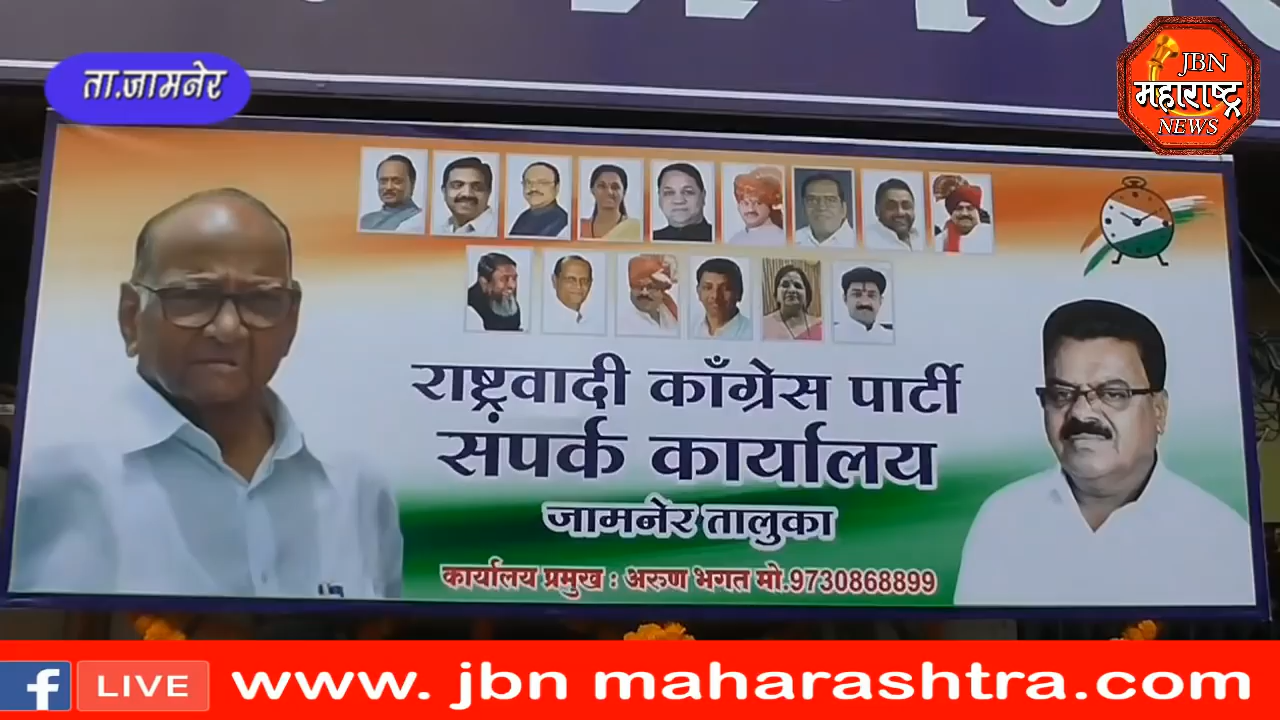 ता.जामनेर
JBN
महाराष्ट्र
NEWS
राष्ट्रवादी काँग्रेस पार्टी
संपर्क कार्यालय
जामनेर तालुका
कार्यालय प्रमुख : अरुण भगत मो.9730868899
f LIVE www. jbn maharashtra.com